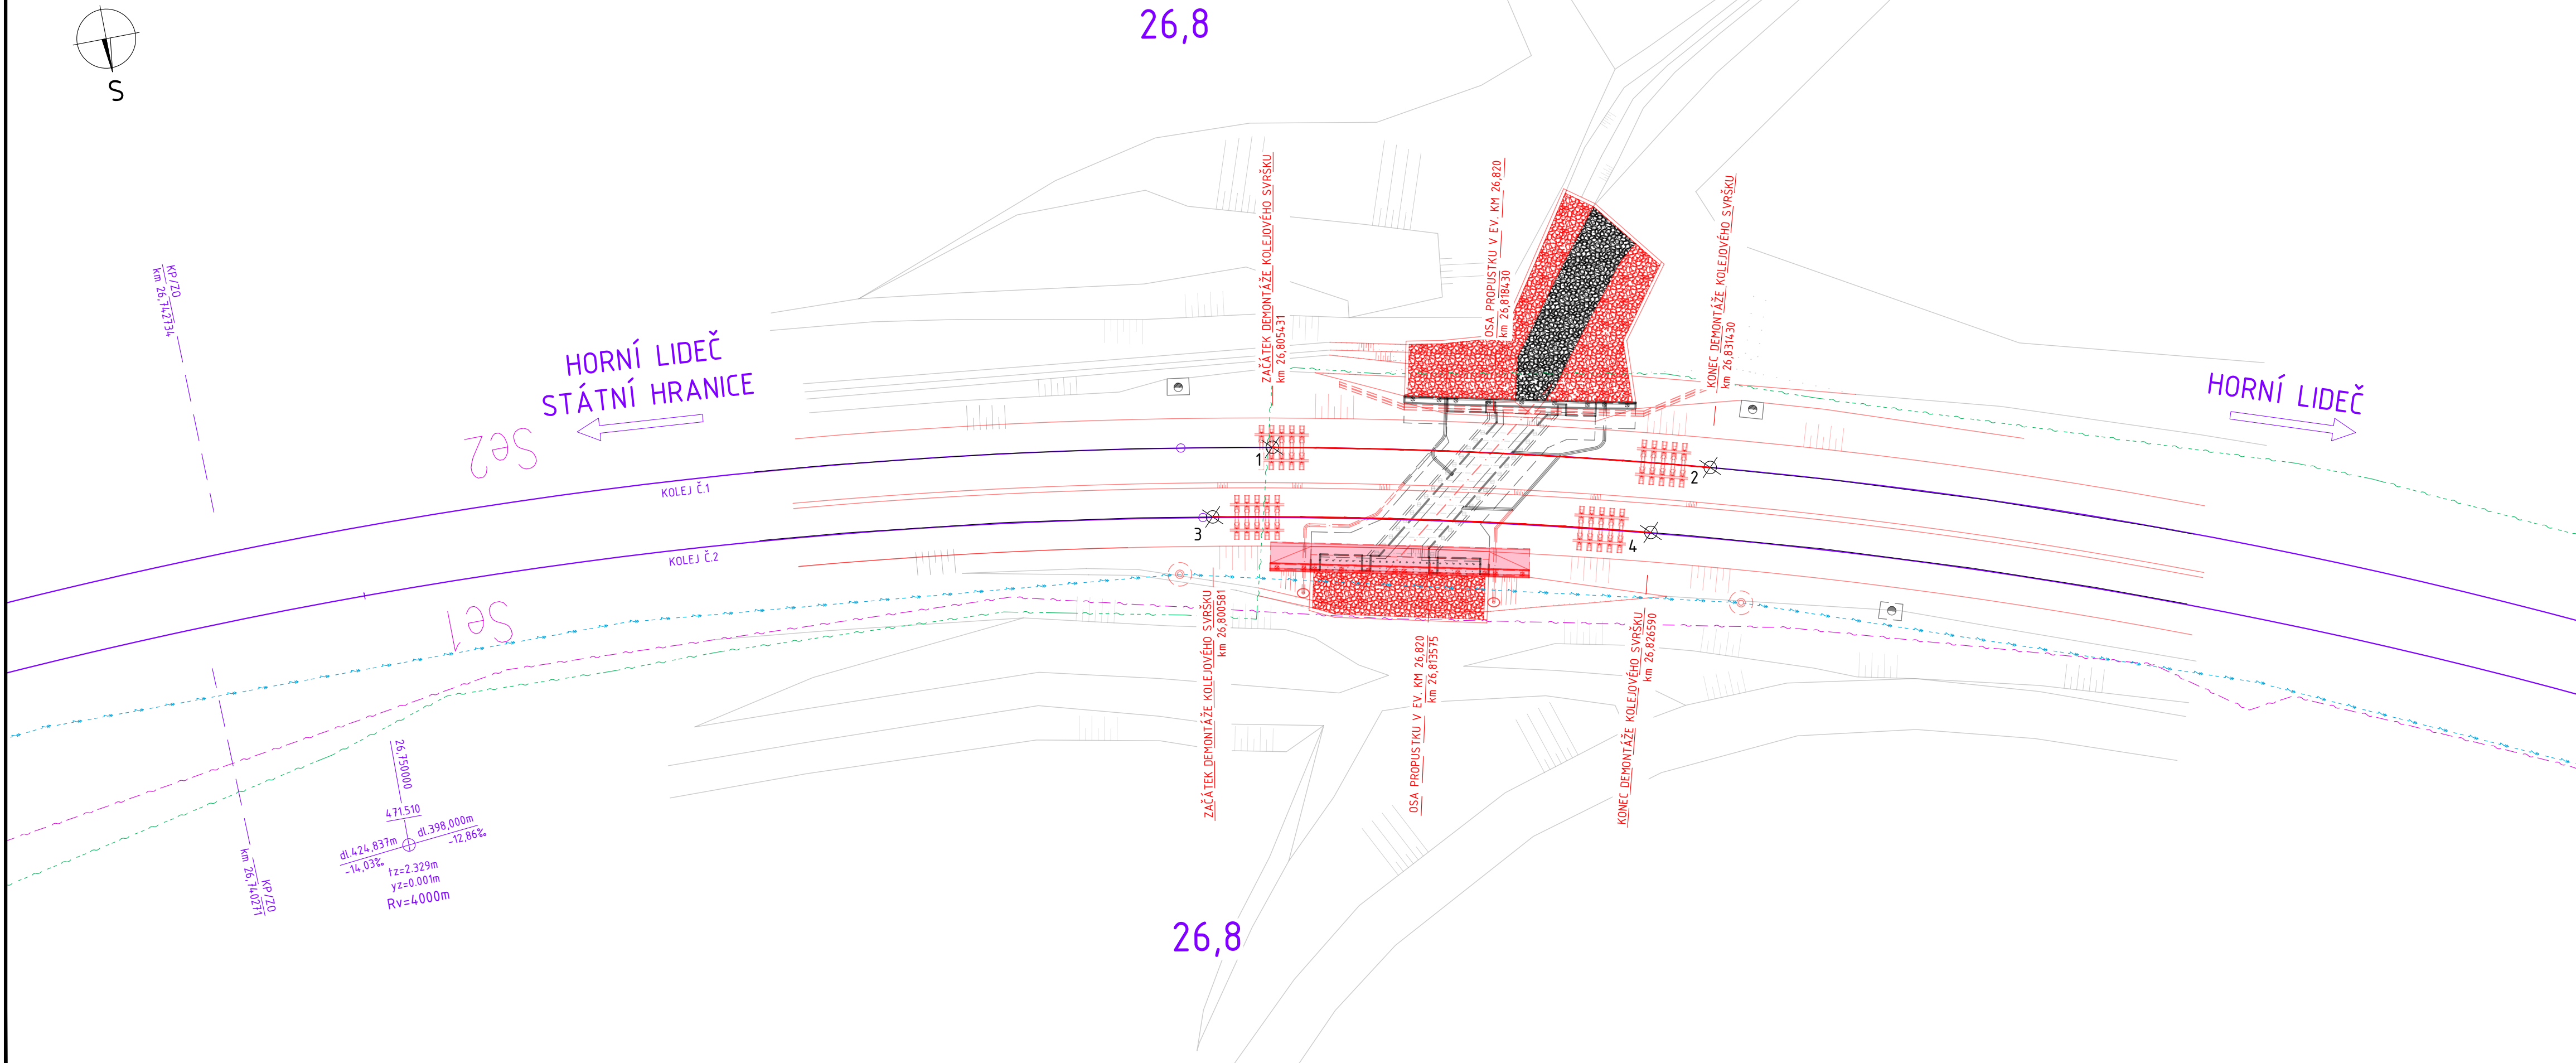 S
26,8
KP/ZO
km 26,742734
HORNÍ LIDEČ
STÁTNÍ HRANICE
Se2
KOLEJ Č.1
KOLEJ Č.2
Se1
ZAČÁTEK DEMONTÁŽE KOLEJOVÉHO SVRŠKU
km 26,805431
OSA PROPUSTKU V EV. KM 26,820
km 26,818430
KONEC DEMONTÁŽE KOLEJOVÉHO SVRŠKU
km 26,831430
HORNÍ LIDEČ
1
2
3
4
ZAČÁTEK DEMONTÁŽE KOLEJOVÉHO SVRŠKU
km 26,800581
OSA PROPUSTKU V EV. KM 26,820
km 26,813575
KONEC DEMONTÁŽE KOLEJOVÉHO SVRŠKU
km 26,826590
KP/ZO
km 26,740271
26,750000
471.510
dl.424,837m
-14,03‰
dl.398,000m
-12,86‰
tz=2.329m
yz=0.001m
Rv=4000m
26,8